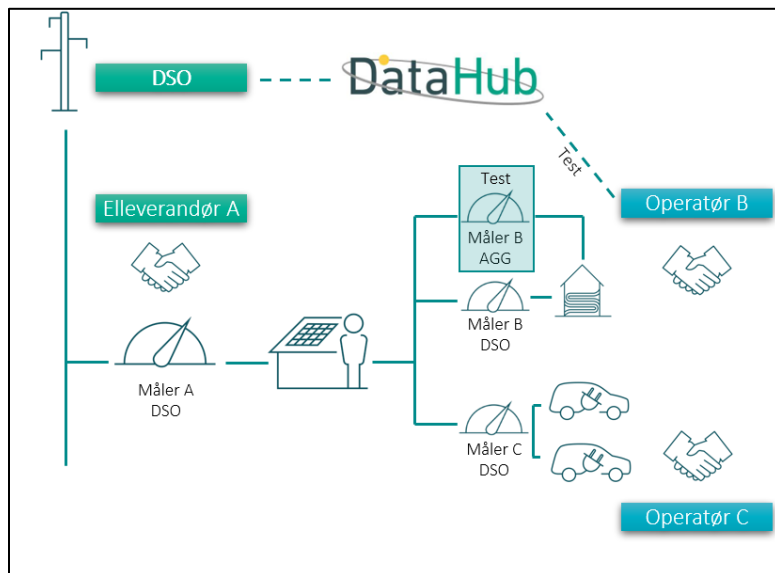 DSO
DataHub
Test
Elleverandør A
Test
Måler B
AGG
Operatør B
Måler B
DSO
Måler A
DSO
Måler C
DSO
Operatør C